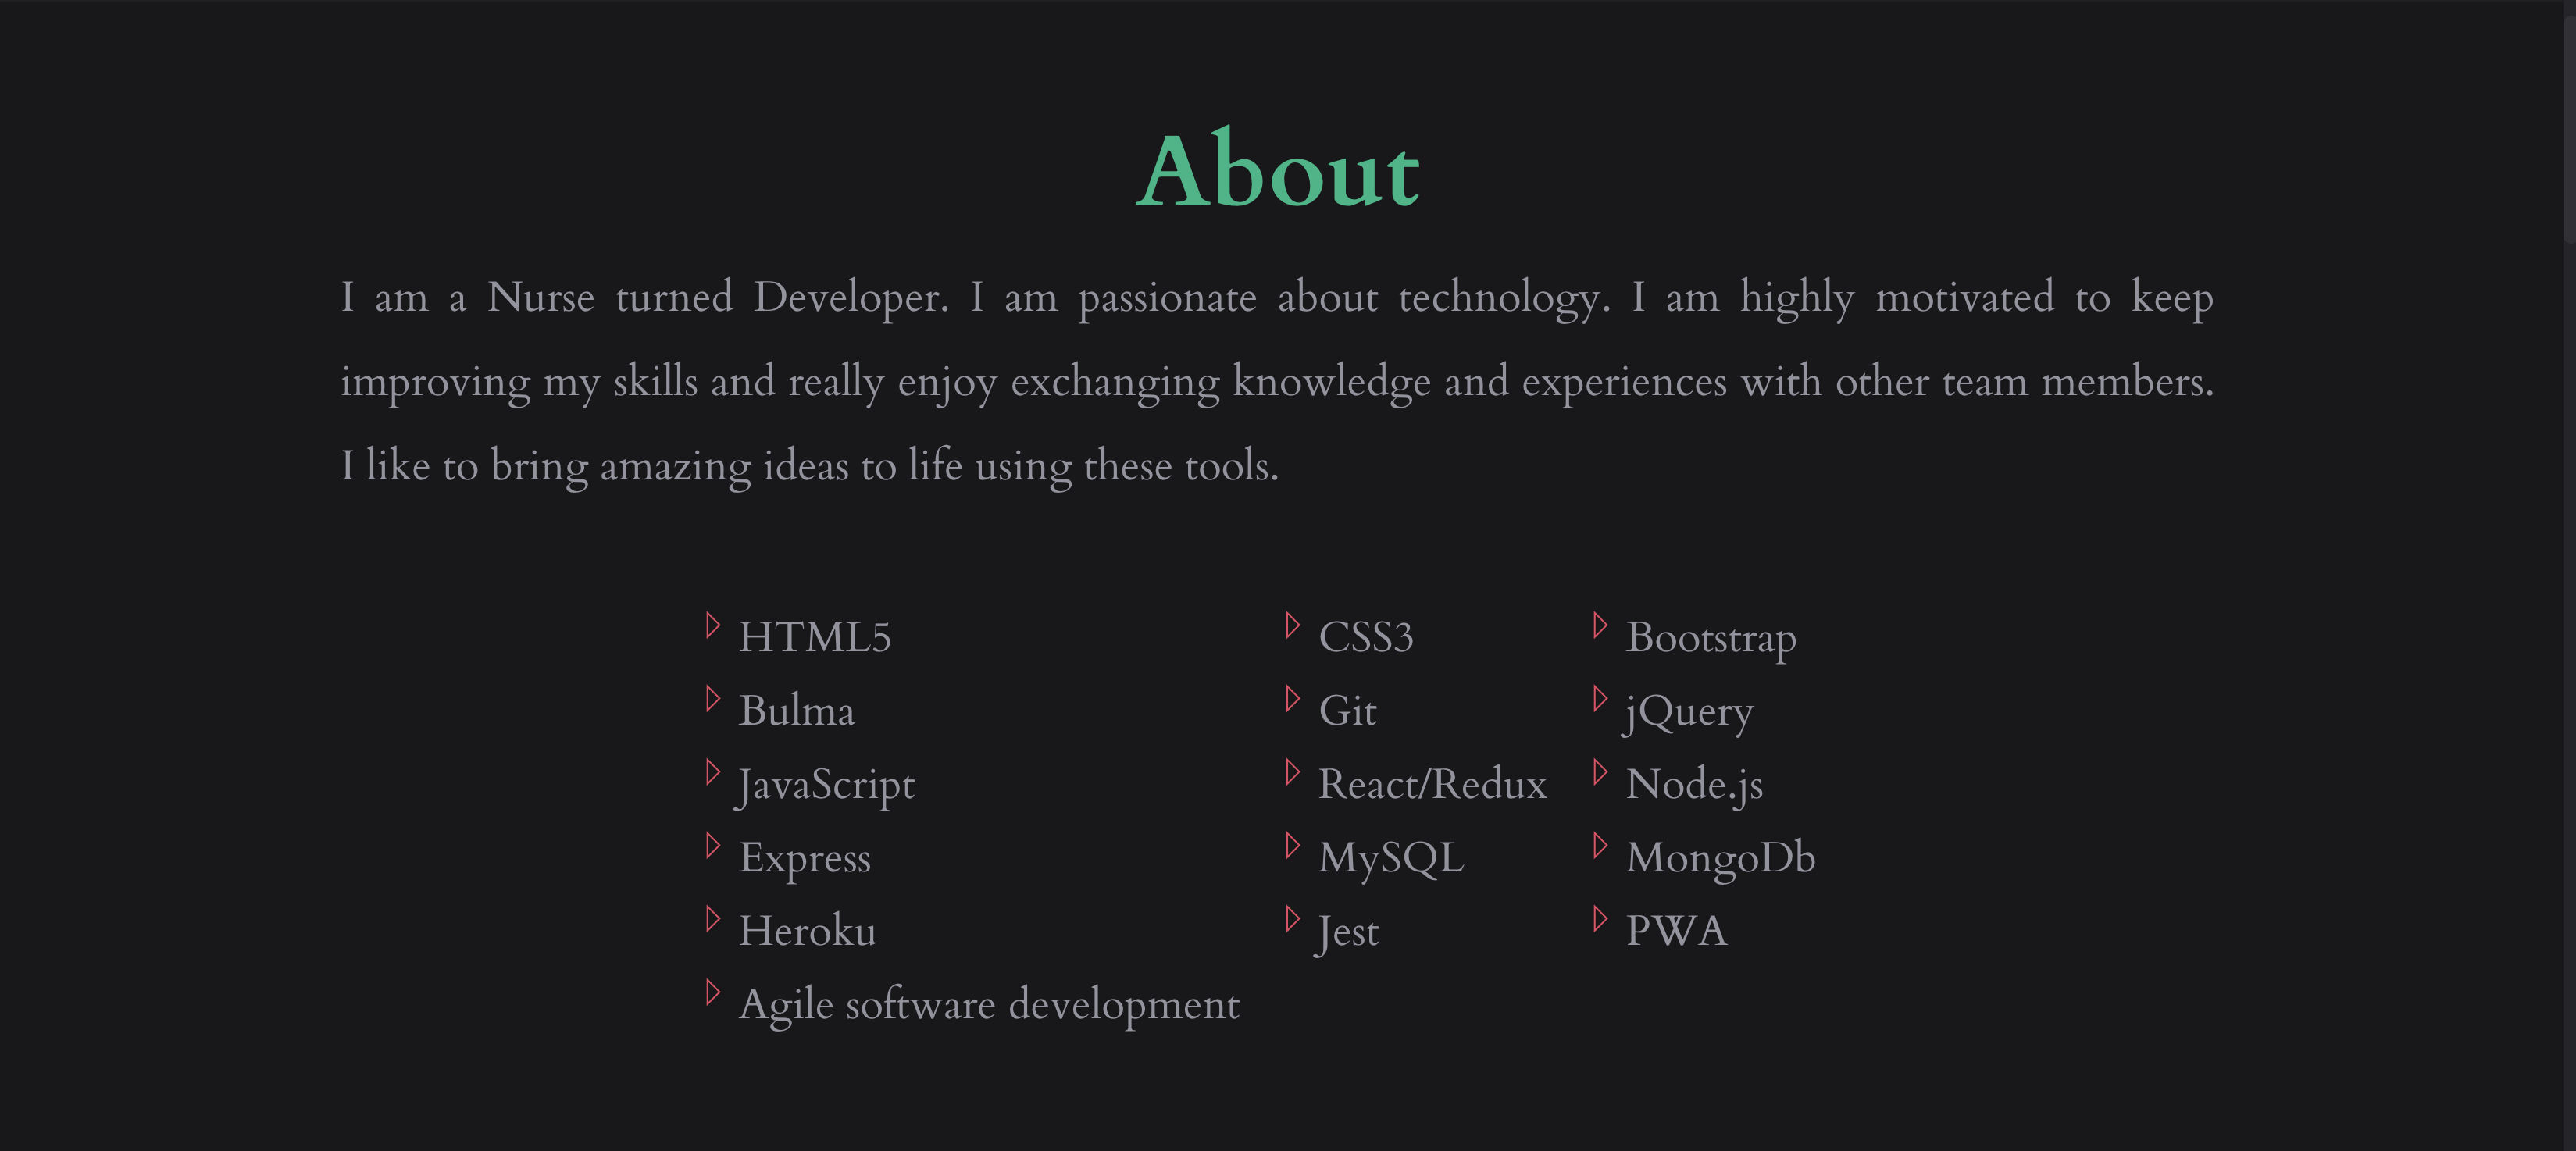 About
I am a Nurse turned Developer. I am passionate about technology. I am highly motivated to keep
improving my skills and really enjoy exchanging knowledge and experiences with other team members.
I like to bring amazing ideas to life using these tools.
HTML5 CSS3 Bootstrap
Bulma Git jQuery
JavaScript React/Redux Node.js
Express MySQL MongoDb
Heroku Jest PWA
Agile software development